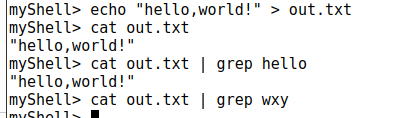 myShell> echo "hello,world!" > out.txt
myShell> cat out.txt
"hello,world!"
myShell> cat out.txt | grep hello
"hello,world!"
myShell> cat out.txt | grep wxy
myShell>